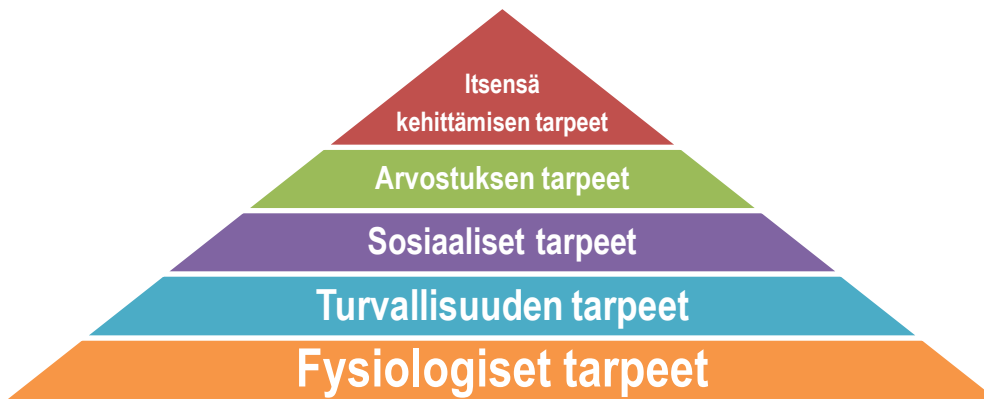 Itsensä
kehittämisen tarpeet
Arvostuksen tarpeet
Sosiaaliset tarpeet
Turvallisuuden tarpeet
Fysiologiset tarpeet